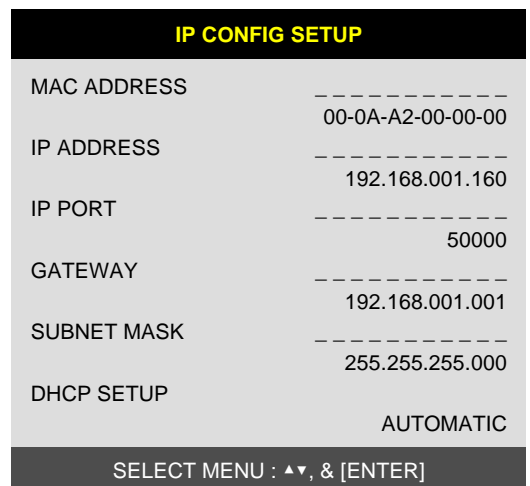 IP CONFIG SETUP
MAC ADDRESS _ _ _ _ _ _ _ _ _ _ _
00-0A-A2-00-00-00
IP ADDRESS _ _ _ _ _ _ _ _ _ _ _
192.168.001.160
IP PORT _ _ _ _ _ _ _ _ _ _ _
50000
GATEWAY _ _ _ _ _ _ _ _ _ _ _
192.168.001.001
SUBNET MASK _ _ _ _ _ _ _ _ _ _ _
255.255.255.000
DHCP SETUP
AUTOMATIC
SELECT MENU : ▲▼, & [ENTER]